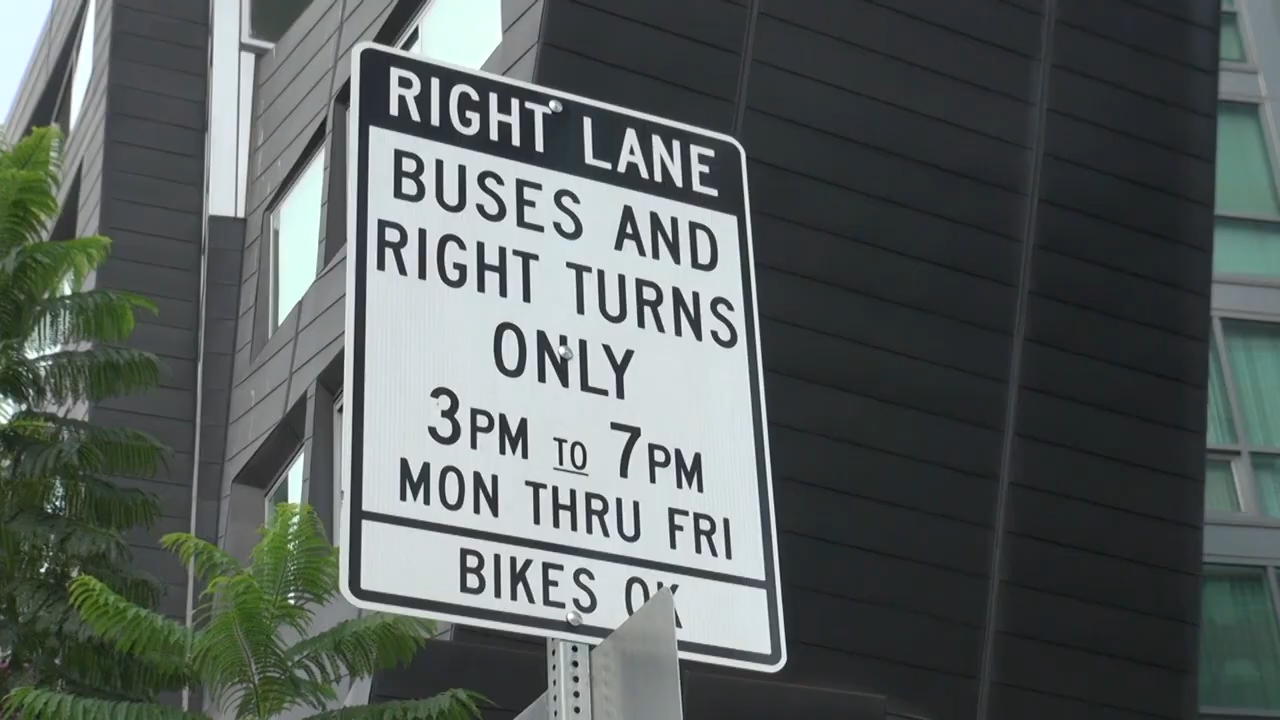 RIGHT LANE
BUSES AND
RIGHT TURNS
ONLY
3PM TO 7PM
MON THRU FRI
BIKES OK